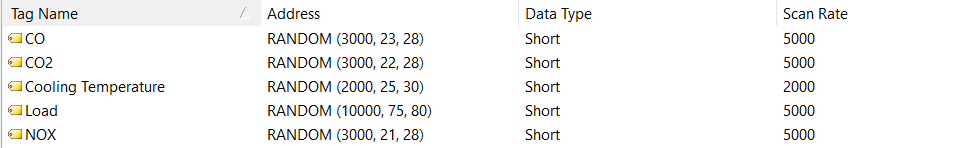 Tag Name Address Data Type Scan Rate
CO RANDOM (3000, 23, 28) Short 5000
CO2 RANDOM (3000, 22, 28) Short 5000
Cooling Temperature RANDOM (2000, 25, 30) Short 2000
Load RANDOM (10000, 75, 80) Short 5000
NOX RANDOM (3000, 21, 28) Short 5000